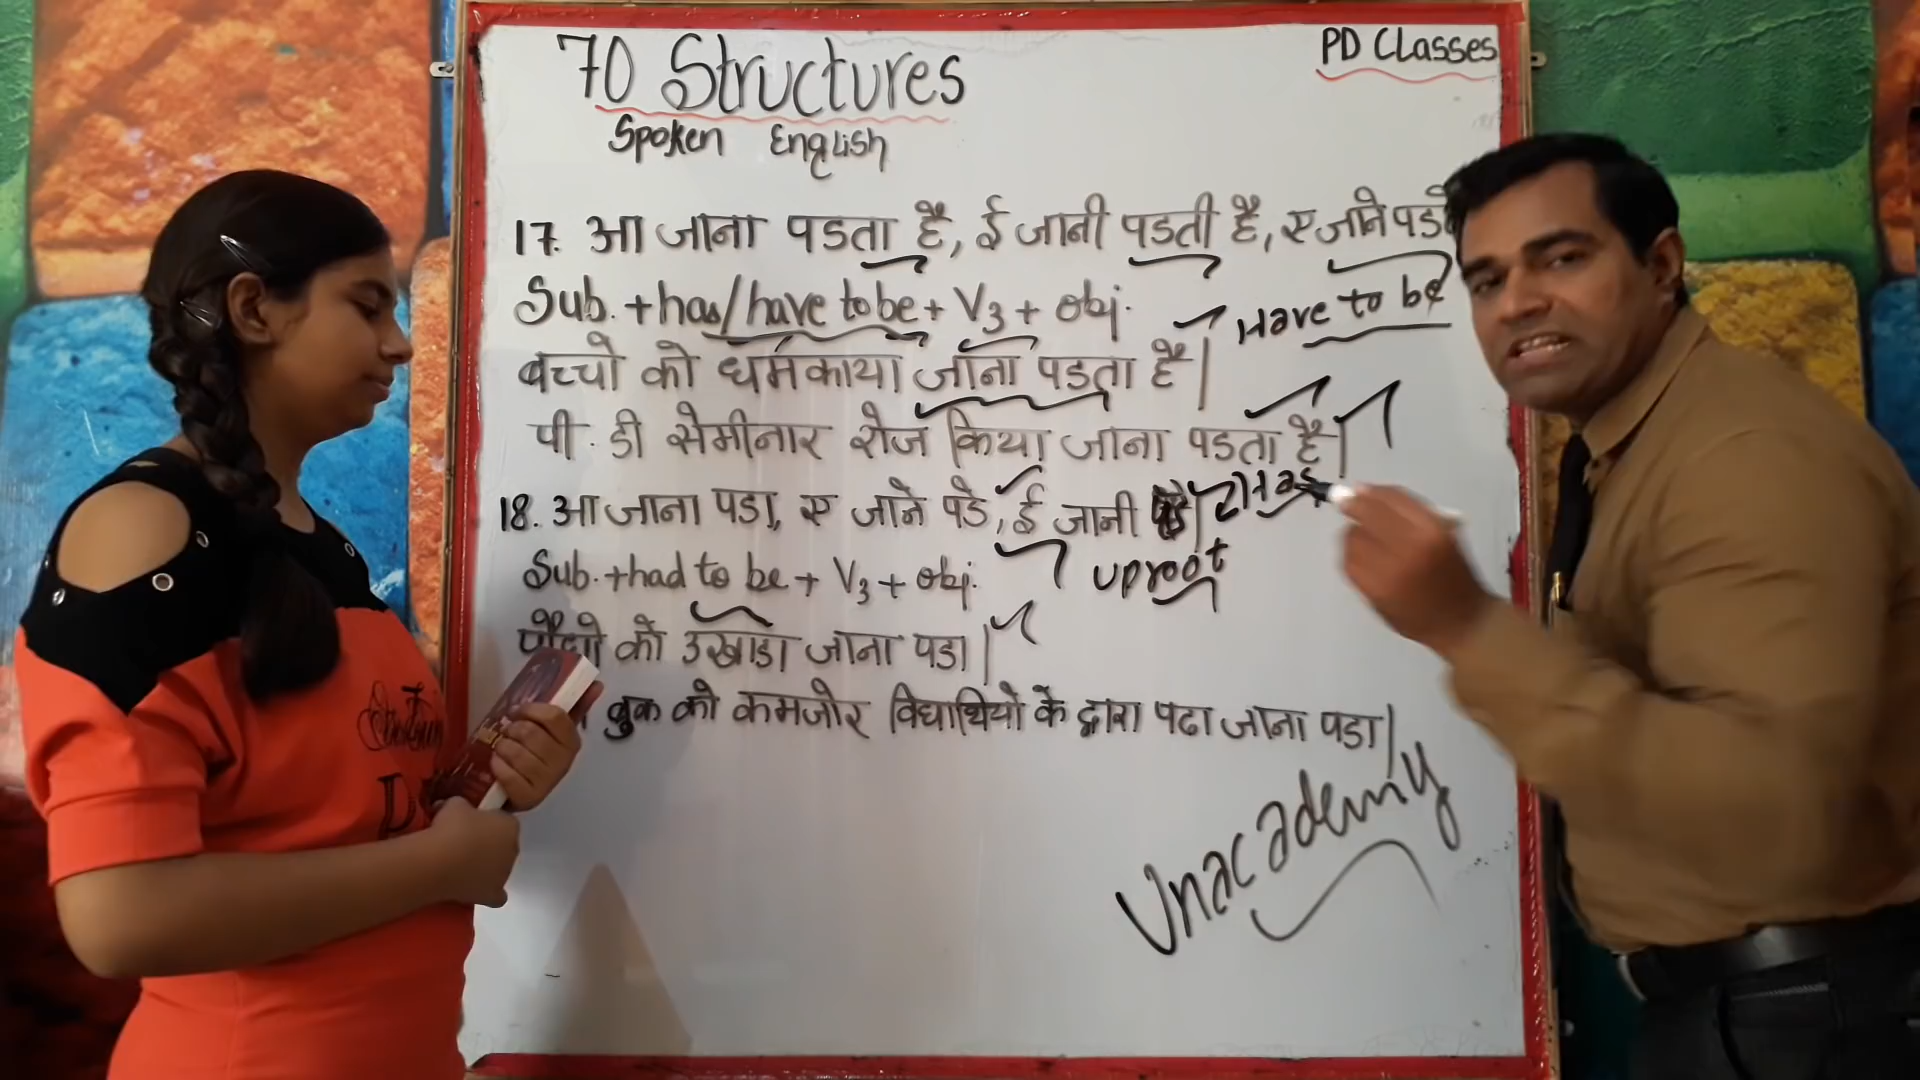 70 Structures
PD Classes
Spoken English
17. आ जाना पडता है, ई जानी पडती है, ए जाने पडते
Sub. + has/have to be + V3 + obj.
Have to be
बच्चो को धमकाया जाना पडता है।
पी. डी सेमीनार रोज किया जाना पडता है।
18. आ जाना पडा, ए जाने पडे, ई जानी
2) Has
Sub. + had to be + V3 + obj.
uproot
पौधो को उखाडा जाना पडा।
बुक को कमजोर विधार्थियो के द्वारा पढा जाना पडा।
Unacademy